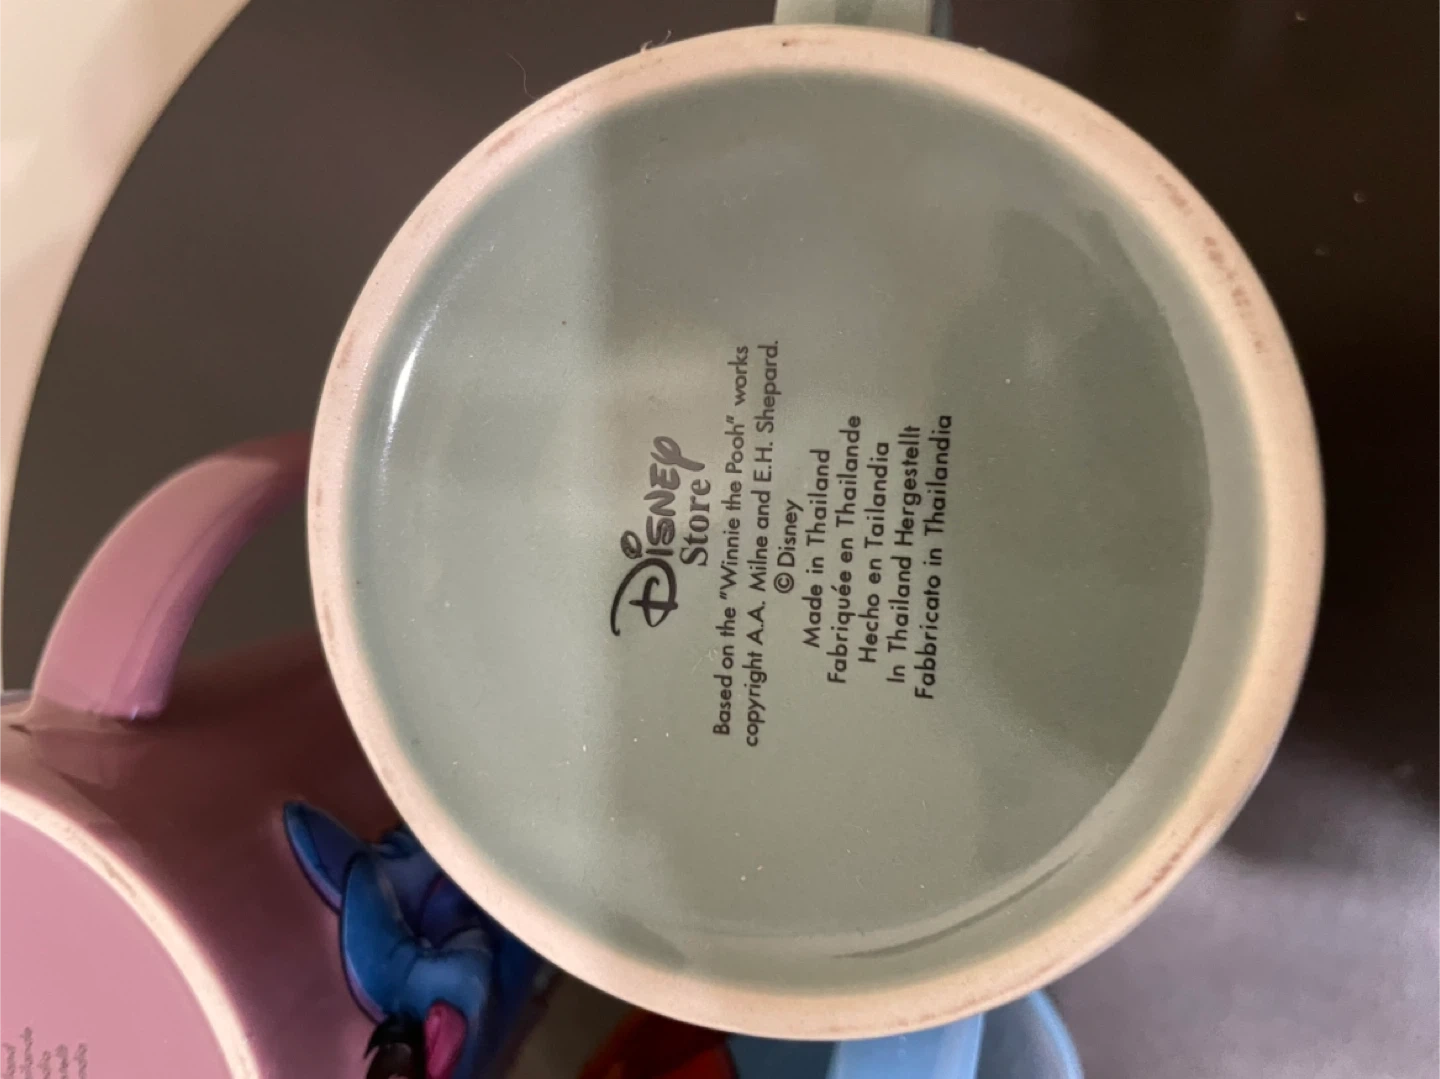 Disney
Store
Based on the "Winnie the Pooh" works
copyright A.A. Milne and E.H. Shepard.
© Disney
Made in Thailand
Fabriquée en Thaïlande
Hecho en Tailandia
In Thailand Hergestellt
Fabbricato in Thailandia